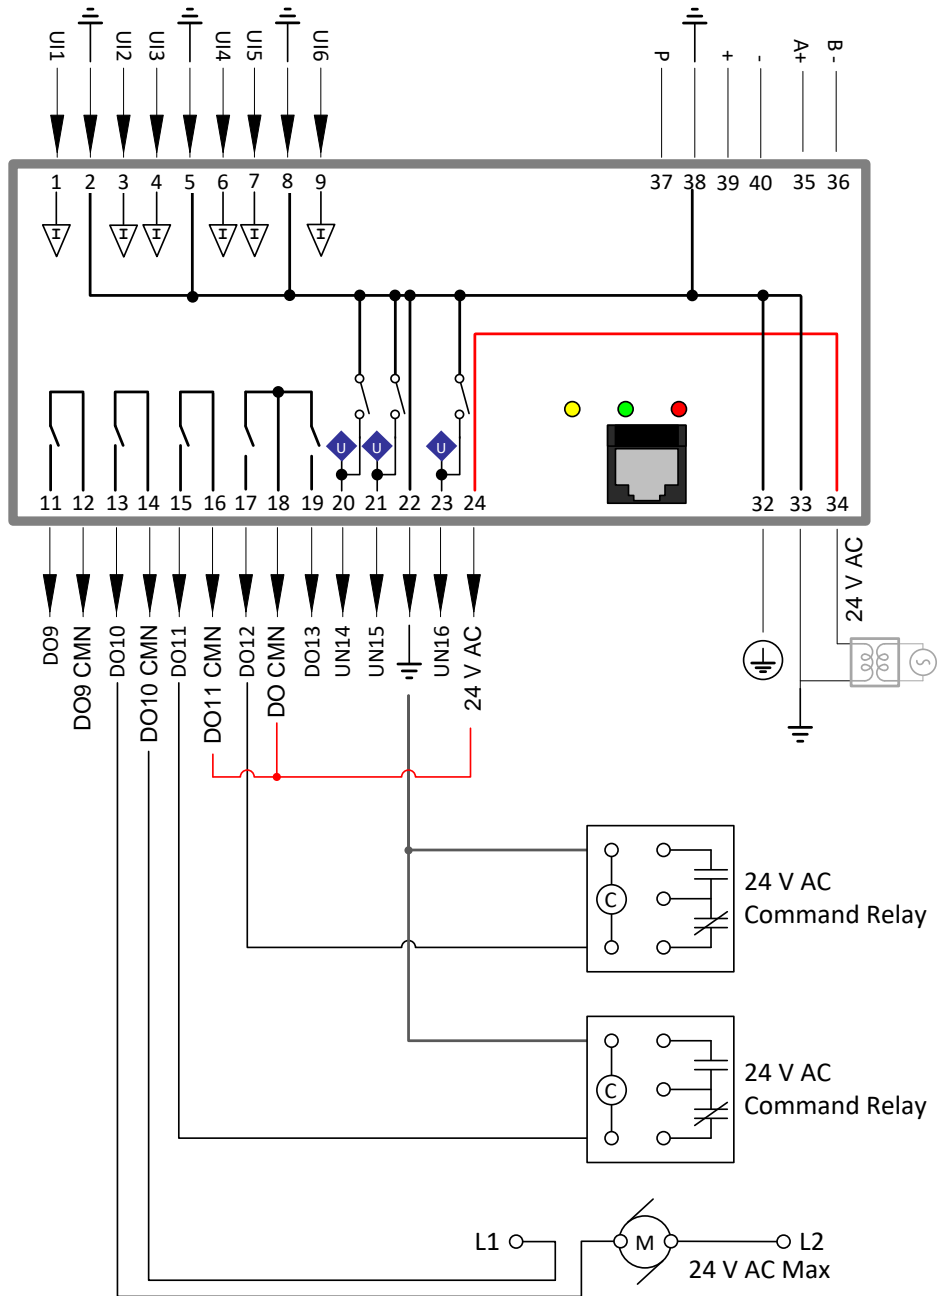 UI1
UI2
UI3
UI4
UI5
UI6
P
+
-
A+
B -
1 2 3 4 5 6 7 8 9 37 38 39 40 35 36
I I I I I I
U U U
11 12 13 14 15 16 17 18 19 20 21 22 23 24 32 33 34
DO9
DO9 CMN
DO10
DO10 CMN
DO11
DO11 CMN
DO12
DO CMN
DO13
UN14
UN15
UN16
24 V AC
24 V AC
C
24 V AC
Command Relay
C
24 V AC
Command Relay
L1 M L2
24 V AC Max